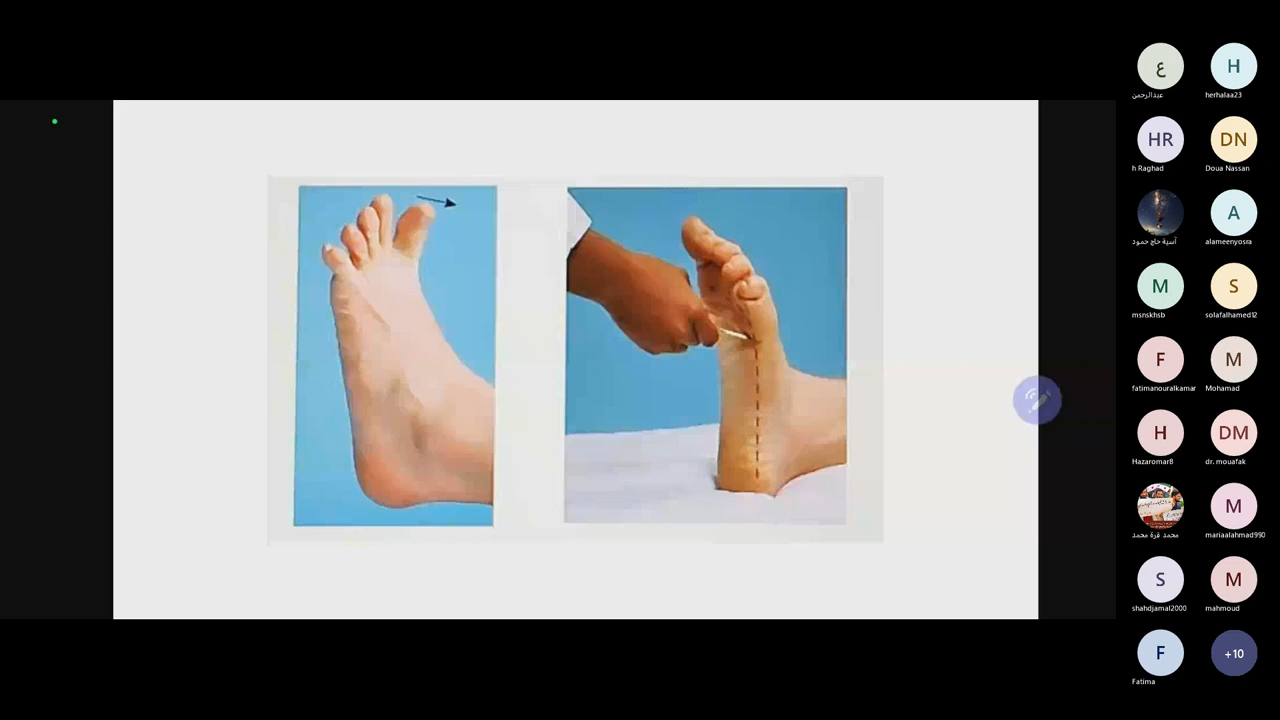 ع H
عبدالرحمن herhalaa23
HR DN
h Raghad Doua Nassan
A
آسية حاج حمود alameenyosra
M S
msnskhsb solafalhamed12
F M
fatimanouralkamar Mohamad
H DM
Hazaromar8 dr. mouafak
M
محمد قرة محمد mariaalahmad990
S M
shahdjamal2000 mahmoud
F +10
Fatima